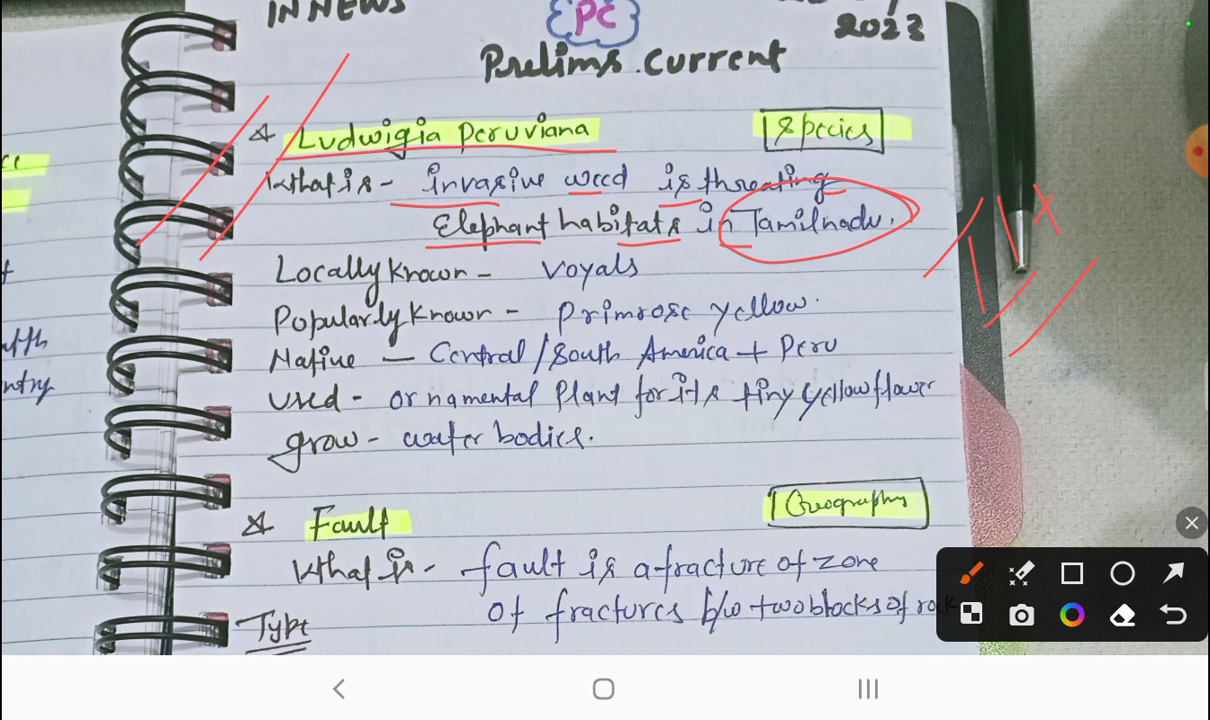 IN NEWS
PC
2023
Prelims Current
Ludwigia Peruviana
Species
What is - invasive weed is threating
Elephant habitats in Tamilnadu.
Locally Known - Voyals
Popularly Known - Primrose yellow.
Native - Central/South America + Peru
used - ornamental Plant for its tiny yellow flower
grow - water bodies.
Fault
Geography
What is - fault is a fracture of zone
of fractures b/w two blocks of rock
Type
ntry